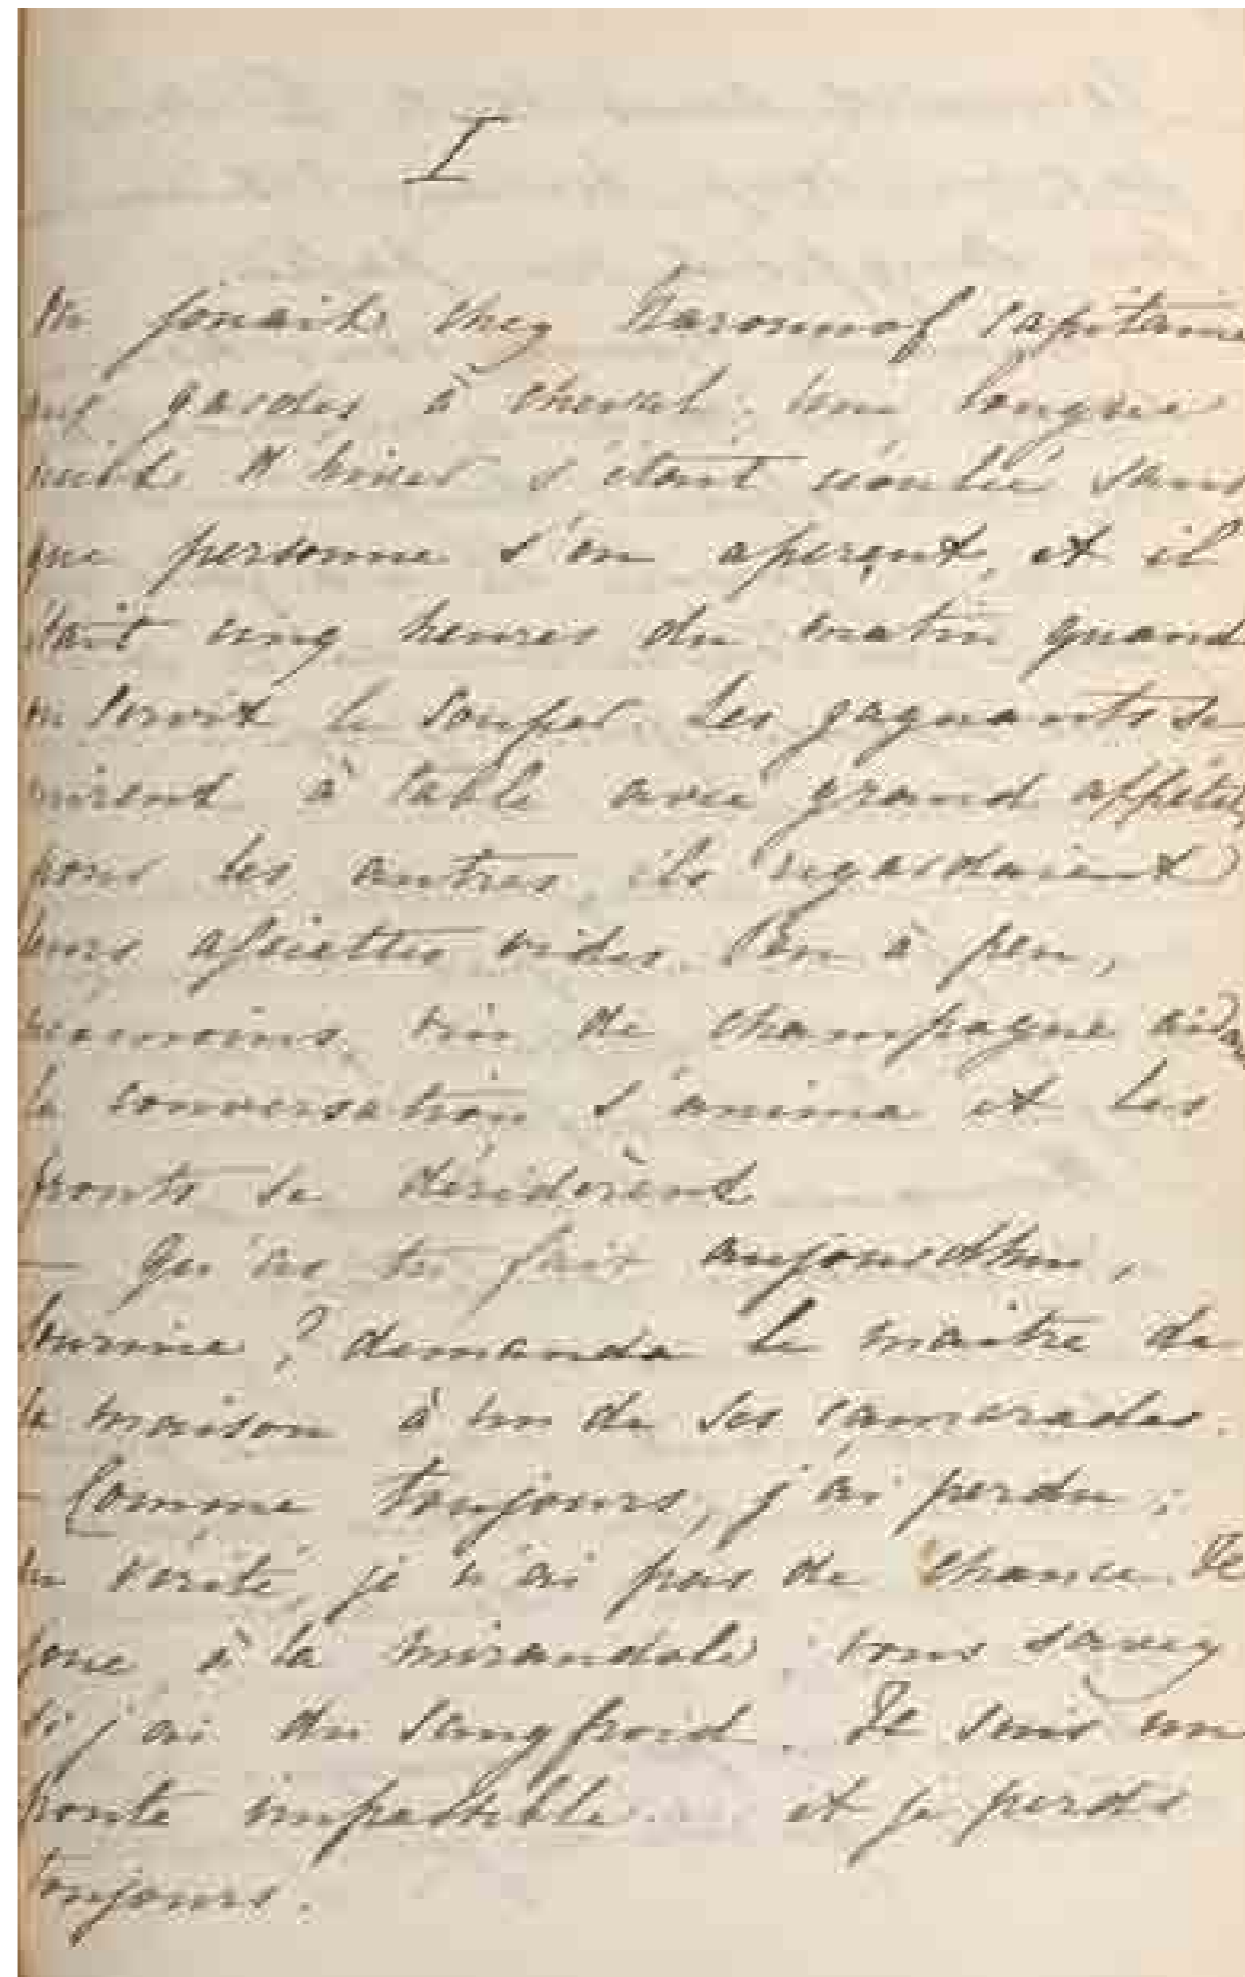 I
On jouait chez Naroumof capitaine
aux gardes à cheval. Une longue
nuit d'hiver s'était écoulée sans
que personne s'en aperçut, et il
était cinq heures du matin quand
on servit le souper. Les gagnants se
mirent à table avec grand appétit
pour les autres, ils regardaient
leurs assiettes vides. Peu à peu,
néanmoins, vin de champagne aidant
la conversation s'anima et les
fronts se déridèrent
— Qu'as tu fait aujourd'hui,
Sourine ? demanda le maître de
la maison à un de ses camarades.
— Comme toujours, j'ai perdu ;
en vérité, je n'ai pas de chance. Je
joue à la mirandole, vous savez
si j'ai du sang froid. Je suis un
ponte impassible et je perds
toujours.